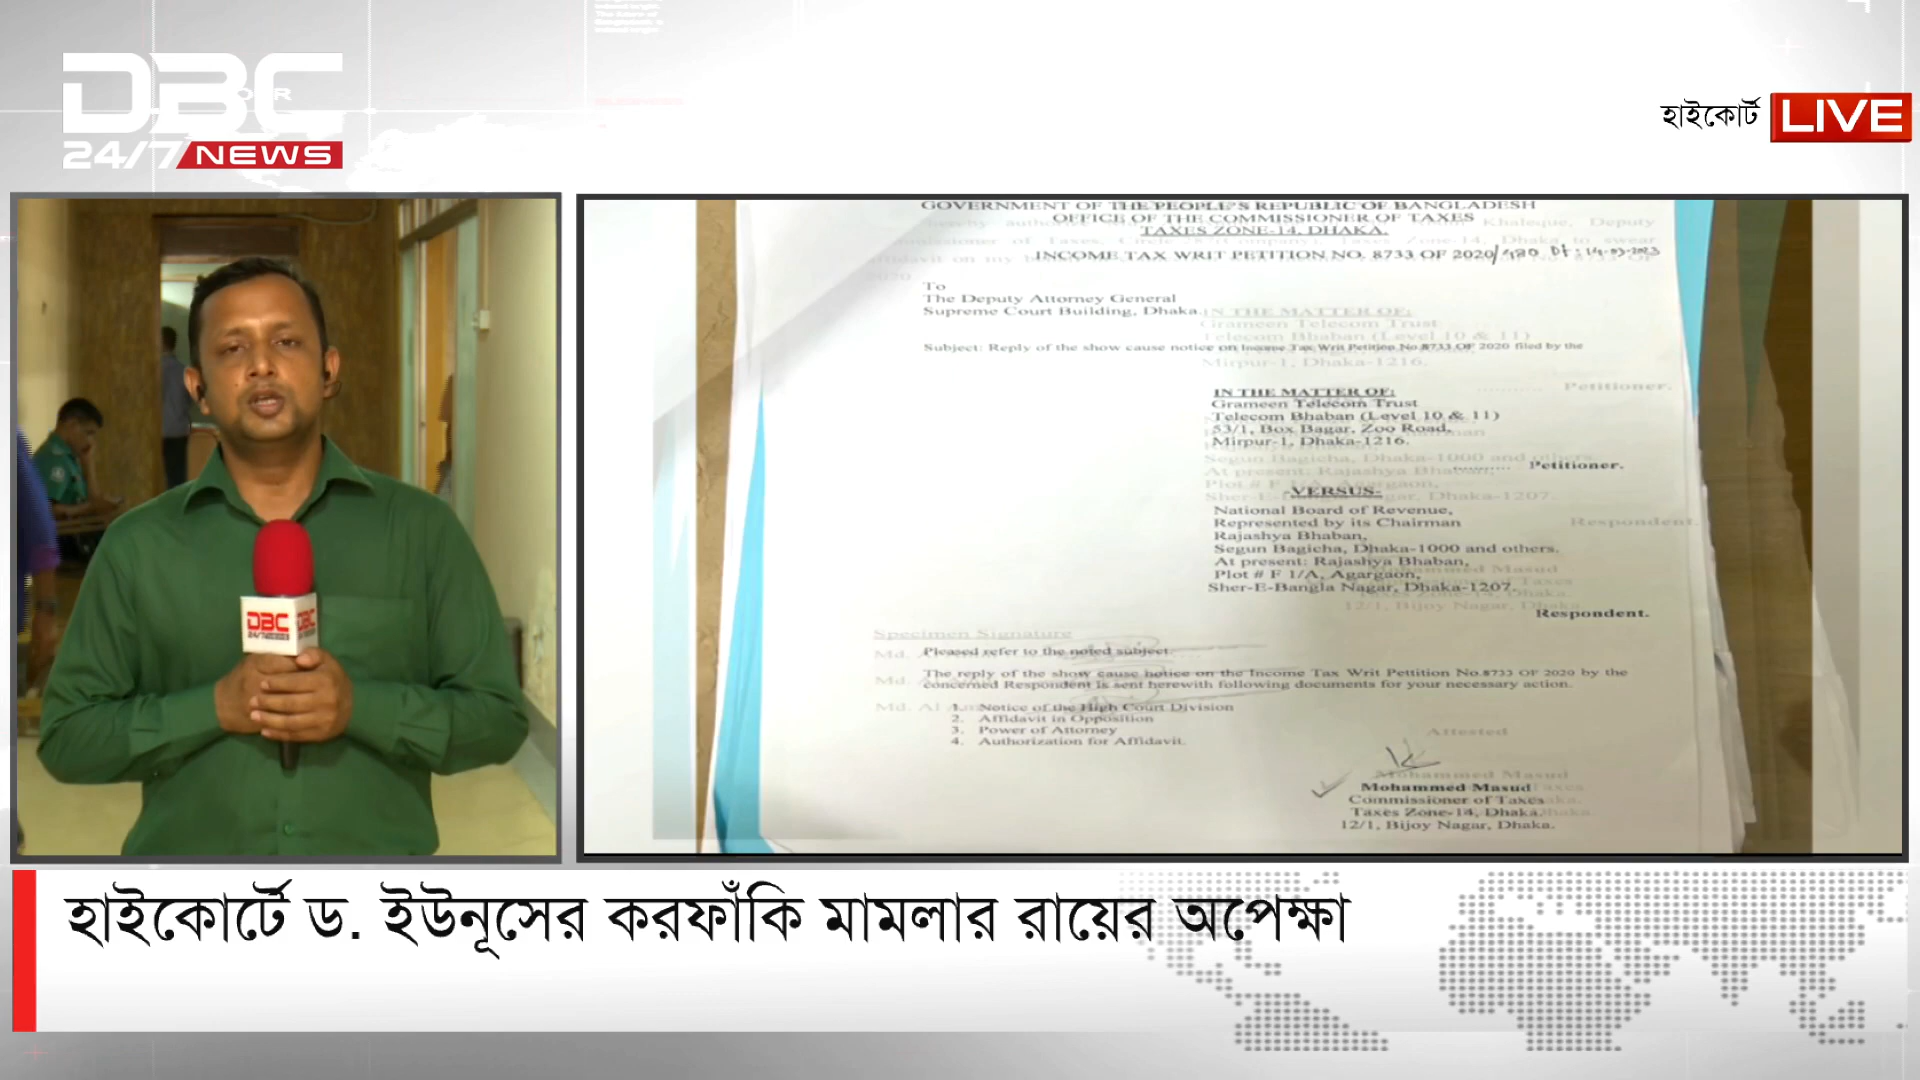 DBC
24/7 NEWS
হাইকোর্ট LIVE
GOVERNMENT OF THE PEOPLE'S REPUBLIC OF BANGLADESH
OFFICE OF THE COMMISSIONER OF TAXES
TAXES ZONE-14, DHAKA.
INCOME TAX WRIT PETITION NO. 8733 OF 2020/420 Dt: 14-03-2023
To
The Deputy Attorney General
Supreme Court Building, Dhaka.
Subject: Reply of the show cause notice on Income Tax Writ Petition No.8733 OF 2020 filed by the
IN THE MATTER OF:
Grameen Telecom Trust
Telecom Bhaban (Level 10 & 11)
53/1, Box Bagar, Zoo Road,
Mirpur-1, Dhaka-1216.
Petitioner.
-VERSUS-
National Board of Revenue,
Represented by its Chairman
Rajashya Bhaban,
Segun Bagicha, Dhaka-1000 and others.
At present: Rajashya Bhaban,
Plot # F 1/A, Agargaon,
Sher-E-Bangla Nagar, Dhaka-1207.
Respondent.
Specimen Signature
Pleased refer to the noted subject.
The reply of the show cause notice on the Income Tax Writ Petition No.8733 OF 2020 by the
concerned Respondent is sent herewith following documents for your necessary action.
1. Notice of the High Court Division
2. Affidavit in Opposition
3. Power of Attorney
4. Authorization for Affidavit.
Attested
Mohammed Masud
Commissioner of Taxes
Taxes Zone-14, Dhaka.
12/1, Bijoy Nagar, Dhaka.
DBC
হাইকোর্টে ড. ইউনূসের করফাঁকি মামলার রায়ের অপেক্ষা